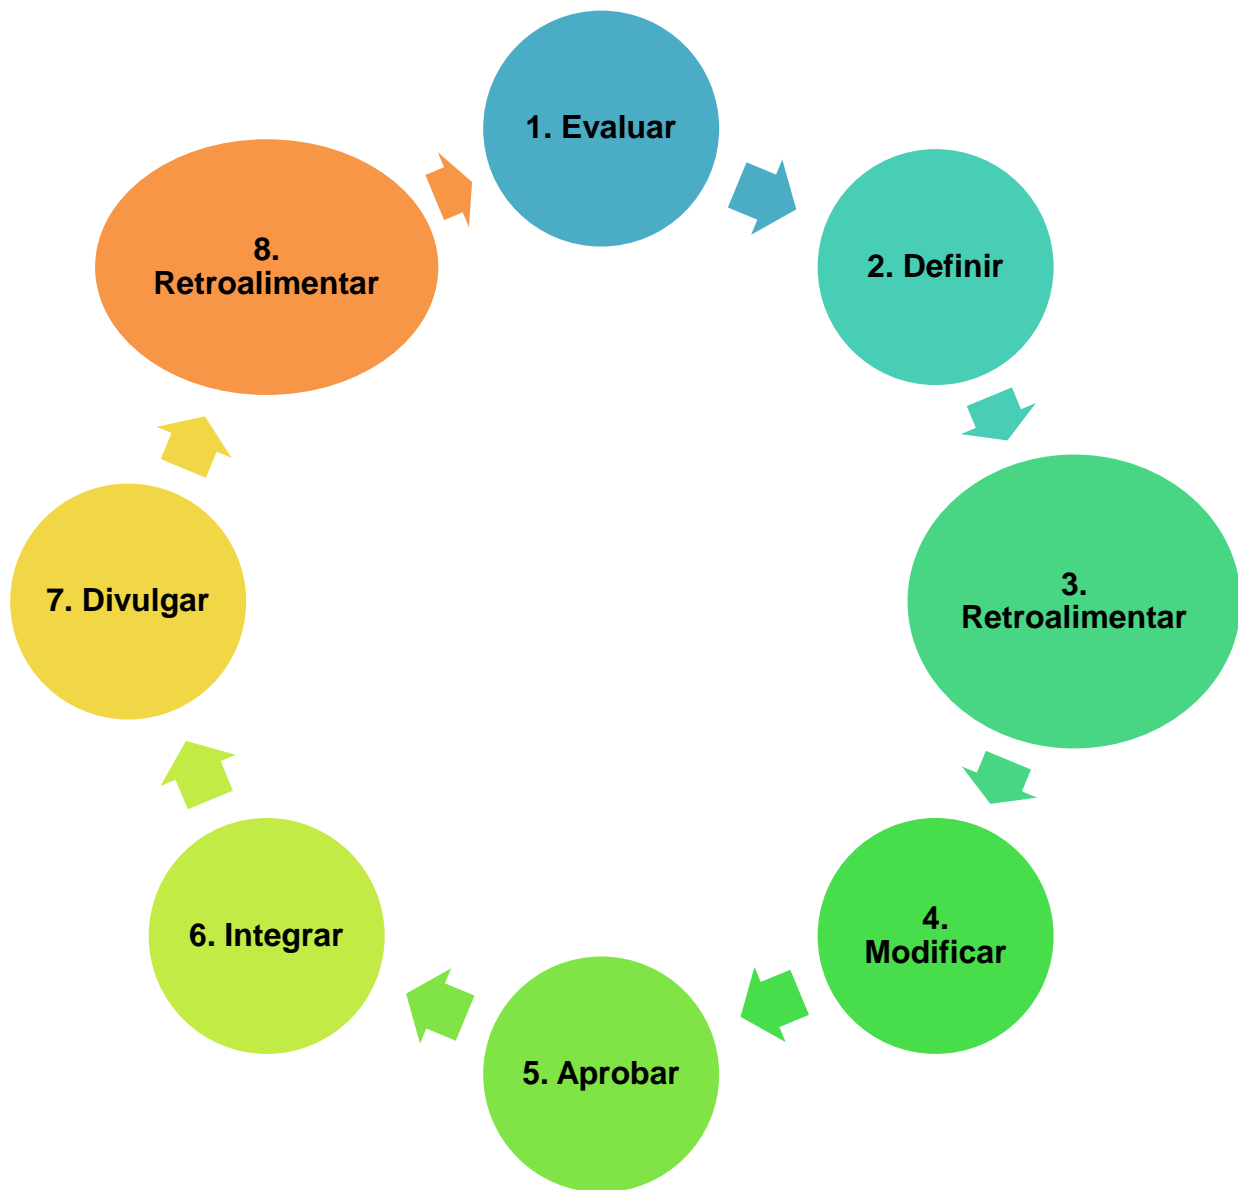 1. Evaluar
2. Definir
3.
Retroalimentar
4.
Modificar
5. Aprobar
6. Integrar
7. Divulgar
8.
Retroalimentar